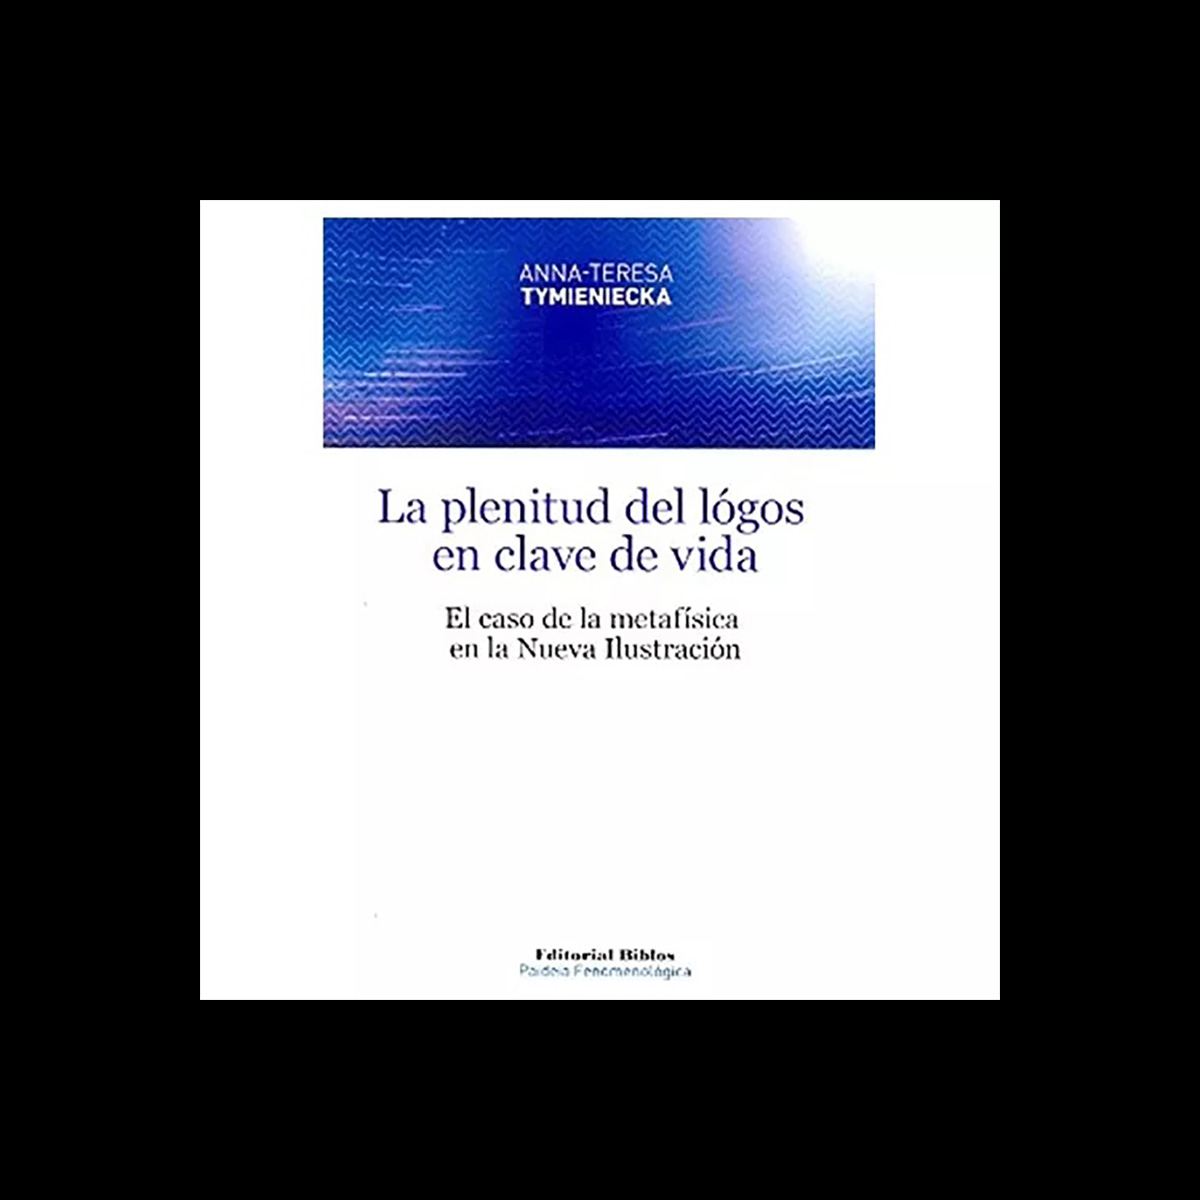 ANNA-TERESA
TYMIENIECKA
La plenitud del lógos
en clave de vida
El caso de la metafísica
en la Nueva Ilustración
Editorial Biblos
Paideia Fenomenológica